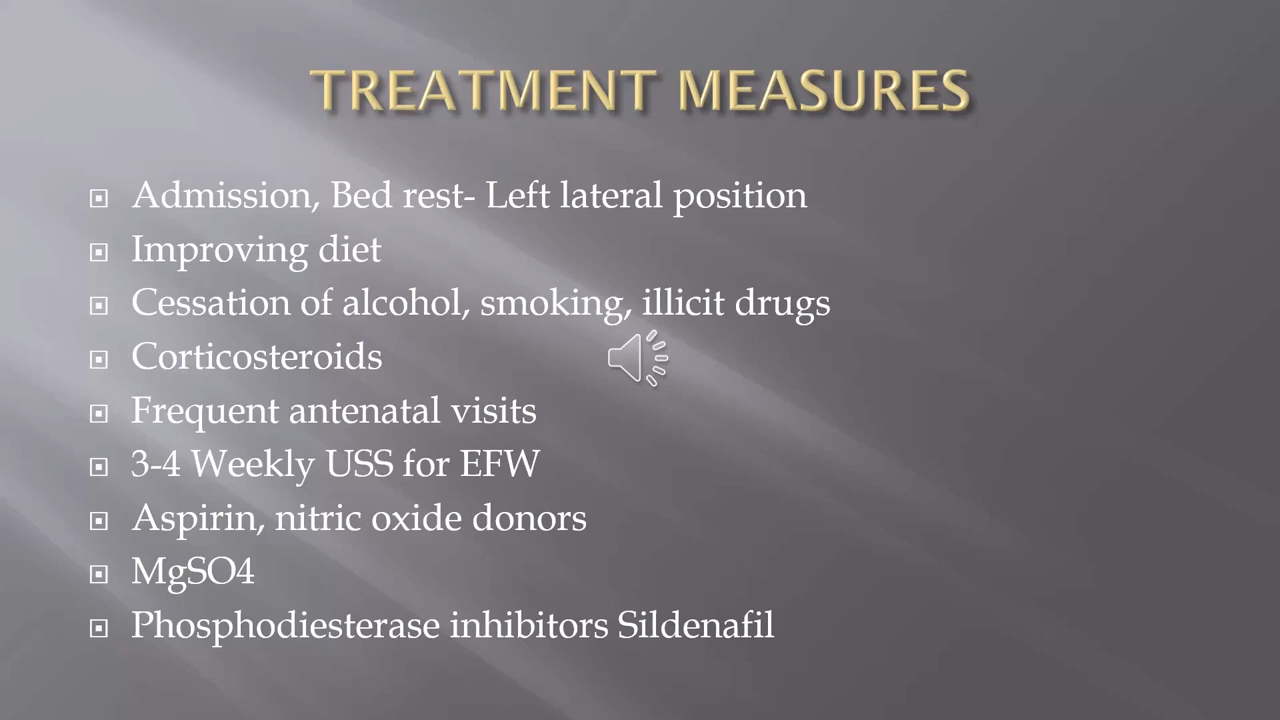 TREATMENT MEASURES
Admission, Bed rest- Left lateral position
Improving diet
Cessation of alcohol, smoking, illicit drugs
Corticosteroids
Frequent antenatal visits
3-4 Weekly USS for EFW
Aspirin, nitric oxide donors
MgSO4
Phosphodiesterase inhibitors Sildenafil